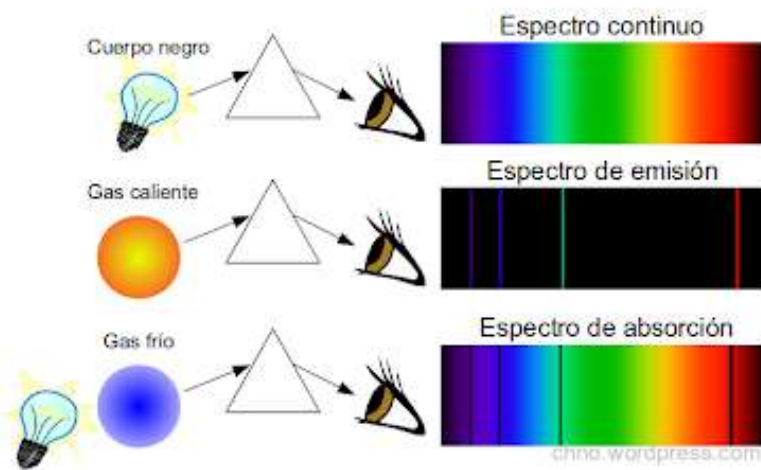 Cuerpo negro
Espectro continuo
Gas caliente
Espectro de emisión
Gas frío
Espectro de absorción
chno.wordpress.com